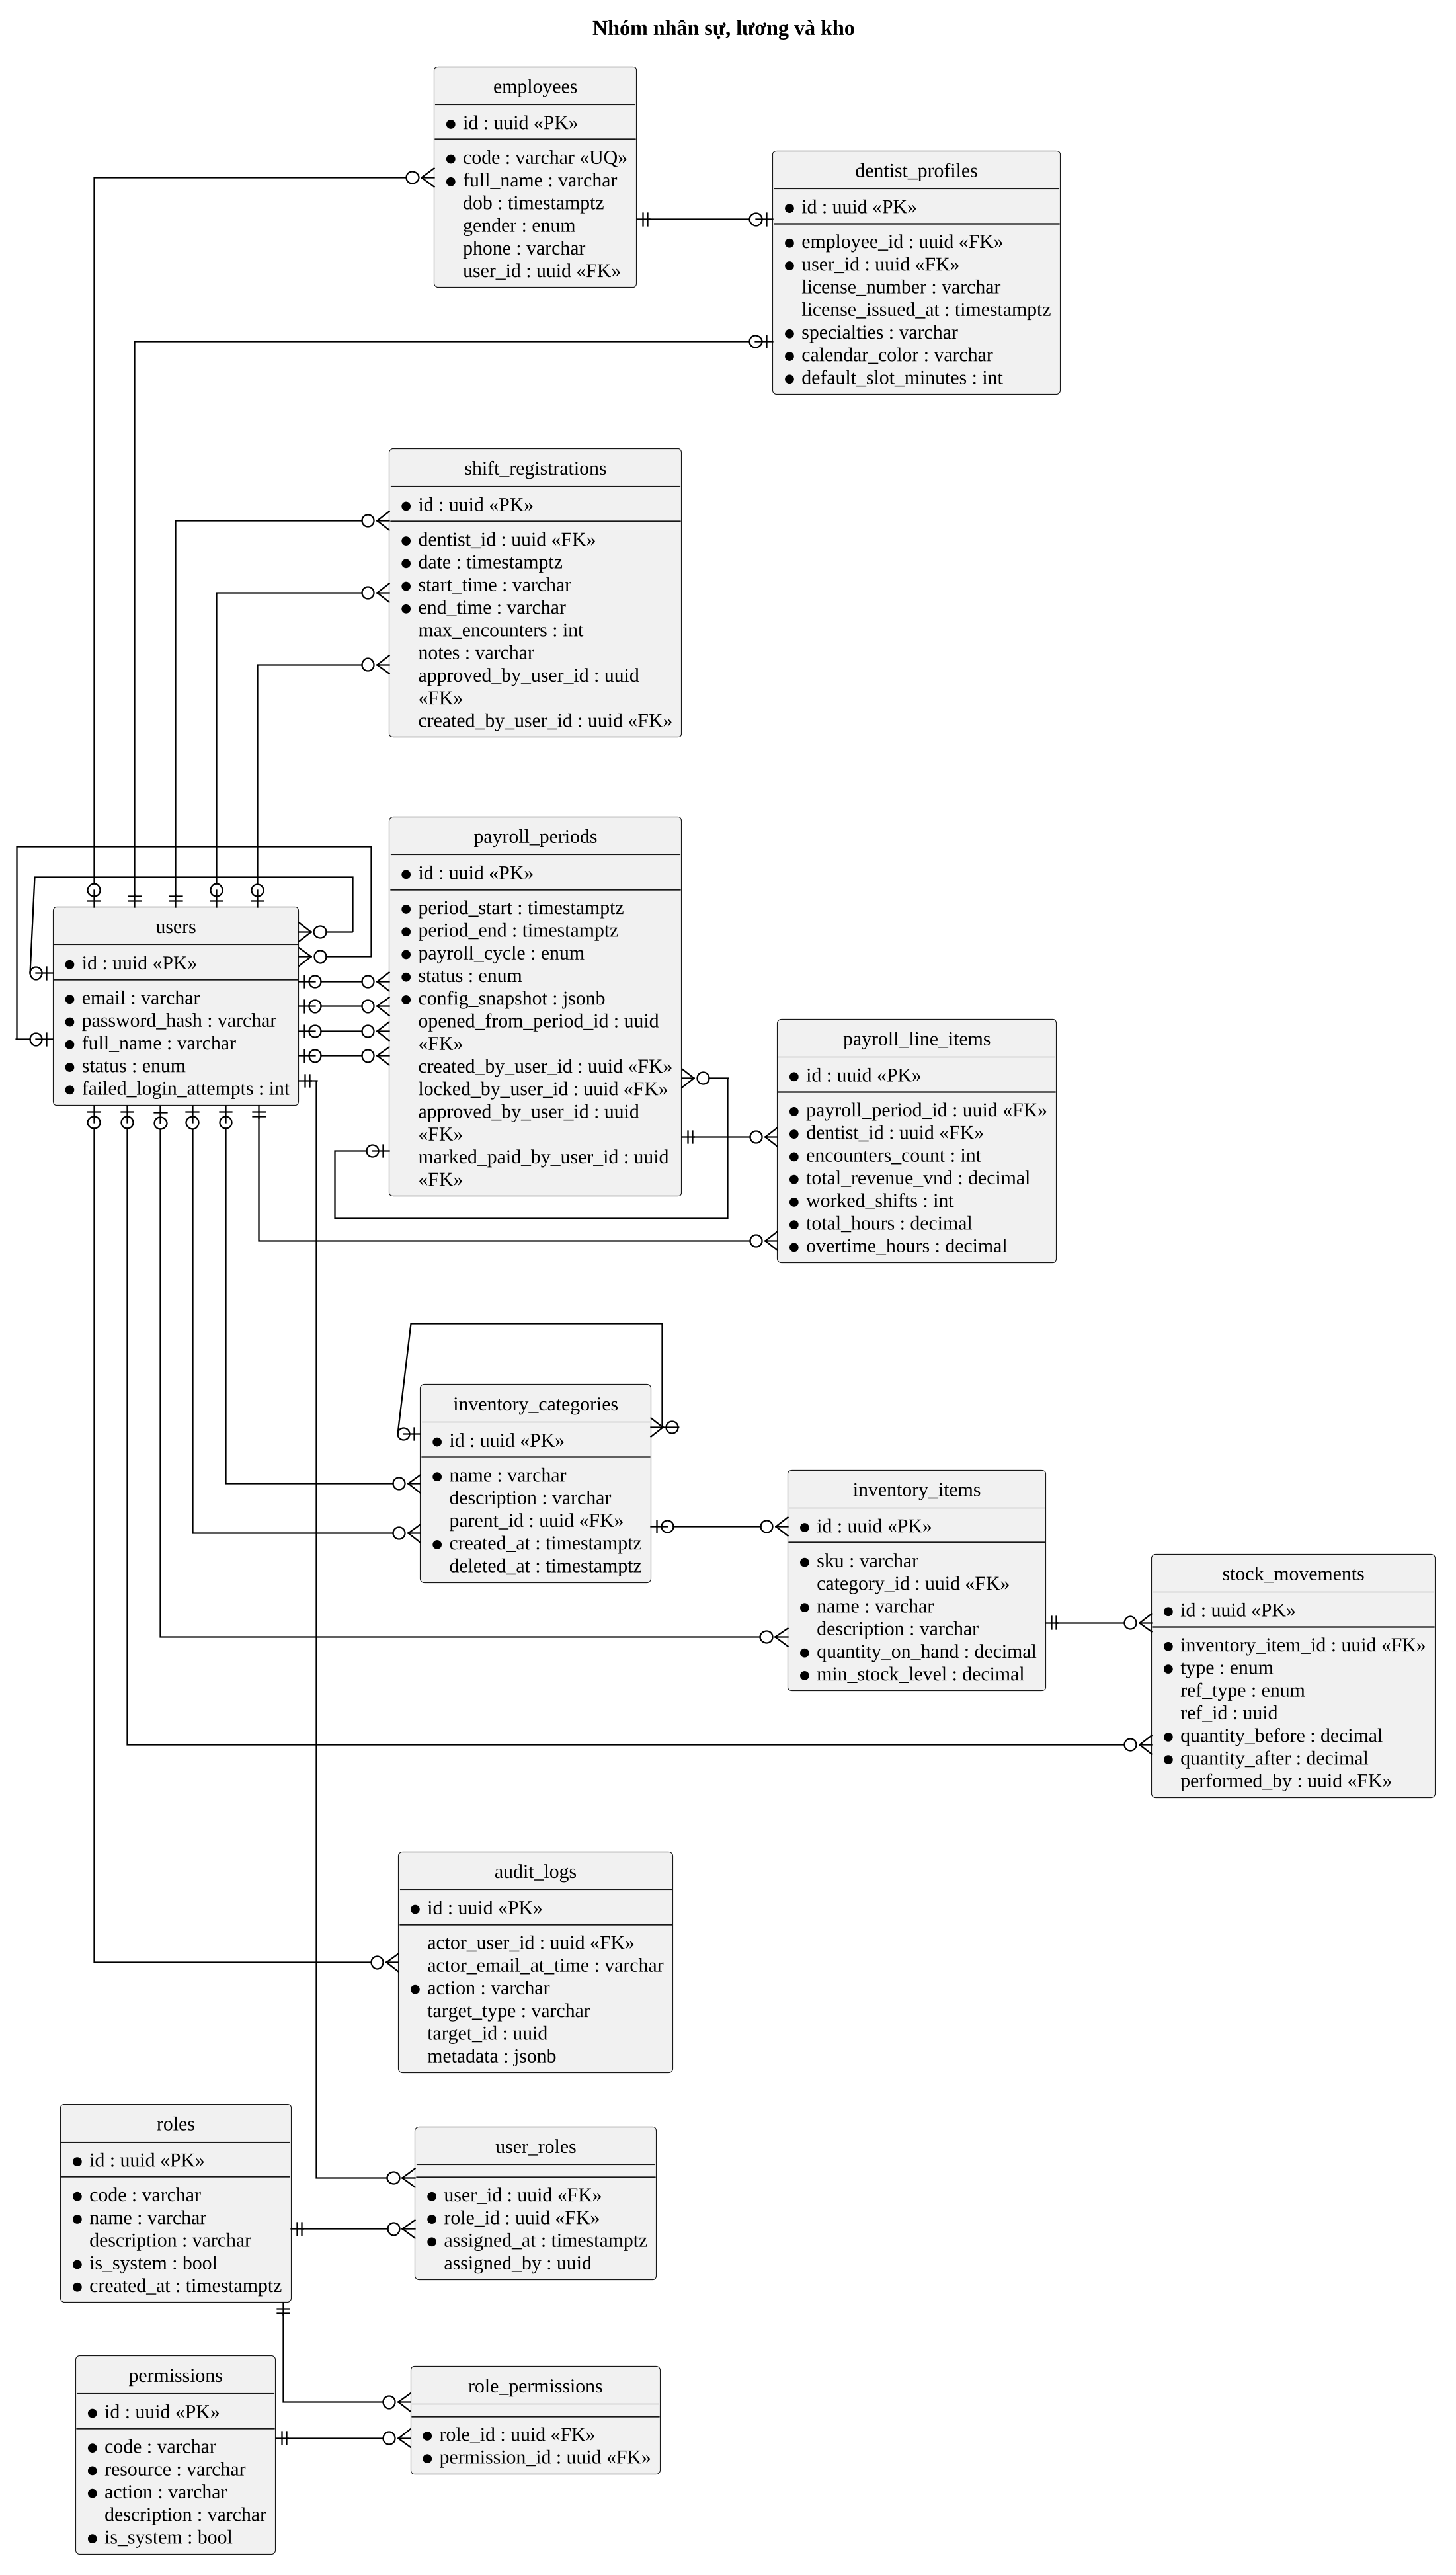 Nhóm nhân sự, lương và kho
employees
id : uuid «PK»
code : varchar «UQ»
full_name : varchar
dob : timestamptz
gender : enum
phone : varchar
user_id : uuid «FK»
dentist_profiles
id : uuid «PK»
employee_id : uuid «FK»
user_id : uuid «FK»
license_number : varchar
license_issued_at : timestamptz
specialties : varchar
calendar_color : varchar
default_slot_minutes : int
shift_registrations
id : uuid «PK»
dentist_id : uuid «FK»
date : timestamptz
start_time : varchar
end_time : varchar
max_encounters : int
notes : varchar
approved_by_user_id : uuid
«FK»
created_by_user_id : uuid «FK»
users
id : uuid «PK»
email : varchar
password_hash : varchar
full_name : varchar
status : enum
failed_login_attempts : int
payroll_periods
id : uuid «PK»
period_start : timestamptz
period_end : timestamptz
payroll_cycle : enum
status : enum
config_snapshot : jsonb
opened_from_period_id : uuid
«FK»
created_by_user_id : uuid «FK»
locked_by_user_id : uuid «FK»
approved_by_user_id : uuid
«FK»
marked_paid_by_user_id : uuid
«FK»
payroll_line_items
id : uuid «PK»
payroll_period_id : uuid «FK»
dentist_id : uuid «FK»
encounters_count : int
total_revenue_vnd : decimal
worked_shifts : int
total_hours : decimal
overtime_hours : decimal
inventory_categories
id : uuid «PK»
name : varchar
description : varchar
parent_id : uuid «FK»
created_at : timestamptz
deleted_at : timestamptz
inventory_items
id : uuid «PK»
sku : varchar
category_id : uuid «FK»
name : varchar
description : varchar
quantity_on_hand : decimal
min_stock_level : decimal
stock_movements
id : uuid «PK»
inventory_item_id : uuid «FK»
type : enum
ref_type : enum
ref_id : uuid
quantity_before : decimal
quantity_after : decimal
performed_by : uuid «FK»
audit_logs
id : uuid «PK»
actor_user_id : uuid «FK»
actor_email_at_time : varchar
action : varchar
target_type : varchar
target_id : uuid
metadata : jsonb
roles
id : uuid «PK»
code : varchar
name : varchar
description : varchar
is_system : bool
created_at : timestamptz
user_roles
user_id : uuid «FK»
role_id : uuid «FK»
assigned_at : timestamptz
assigned_by : uuid
permissions
id : uuid «PK»
code : varchar
resource : varchar
action : varchar
description : varchar
is_system : bool
role_permissions
role_id : uuid «FK»
permission_id : uuid «FK»